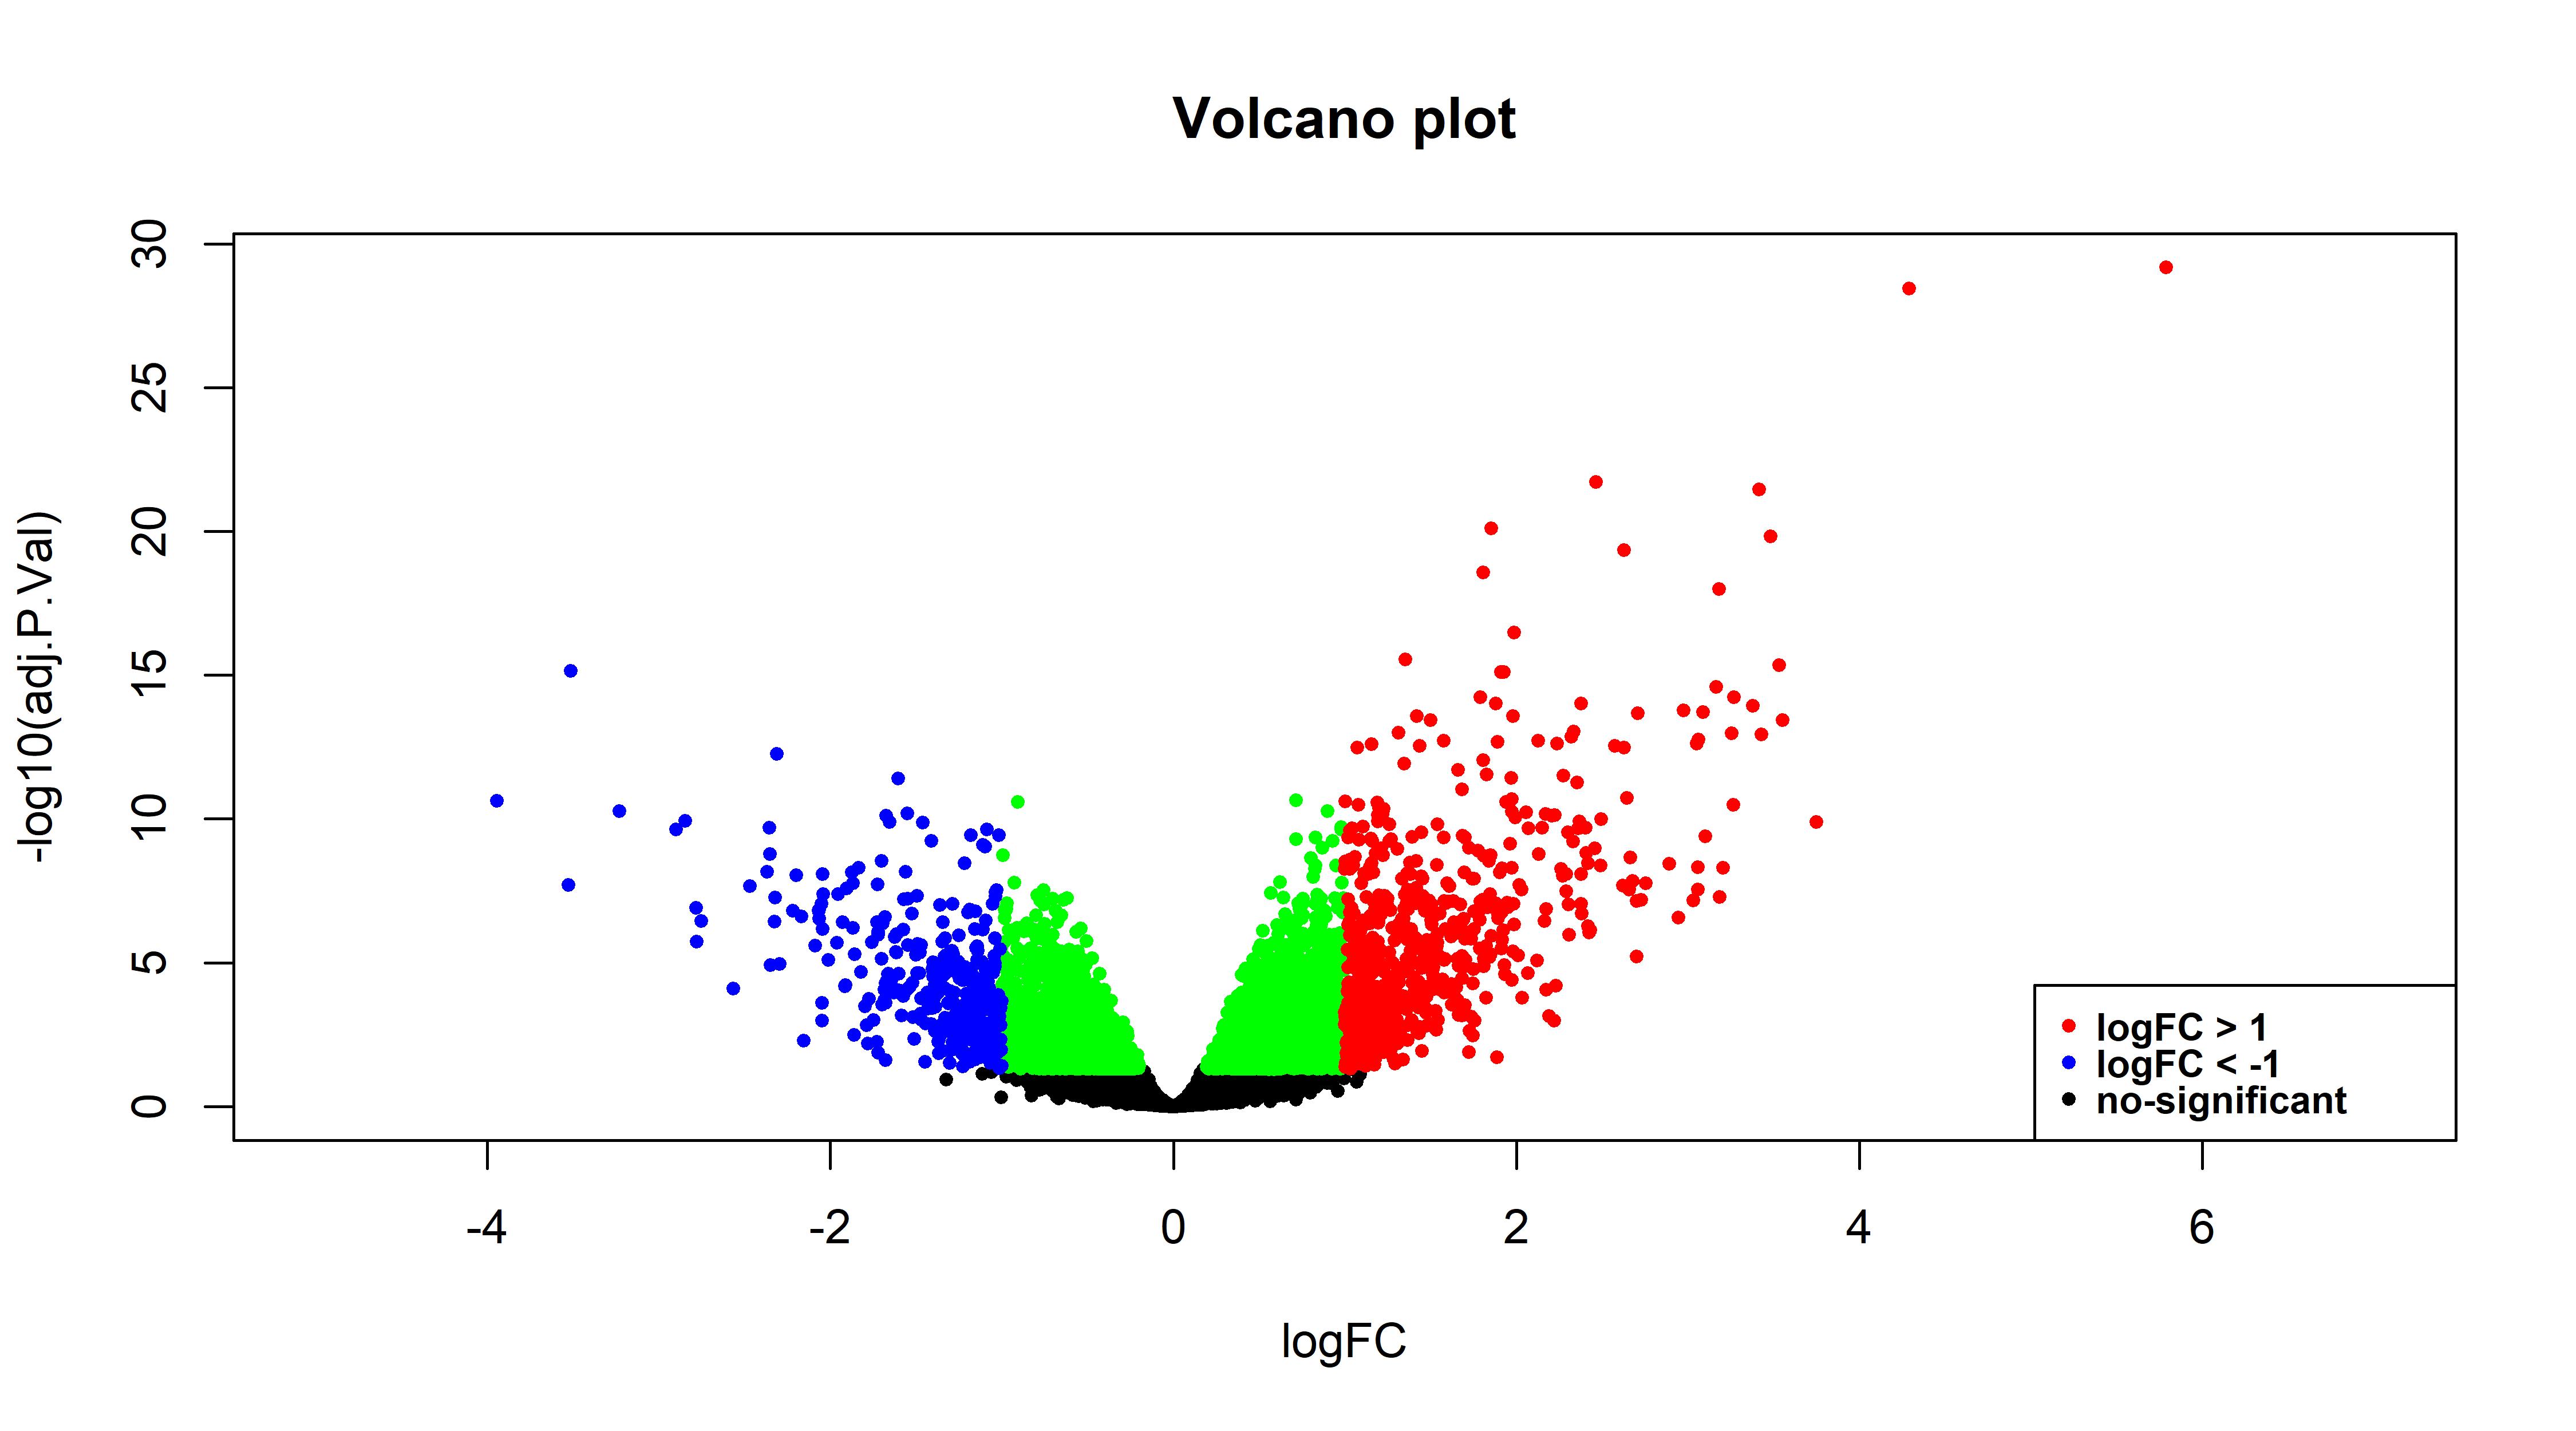 Volcano plot
-log10(adj.P.Val)
30
25
20
15
10
5
0
logFC > 1
logFC < -1
no-significant
-4 -2 0 2 4 6
logFC